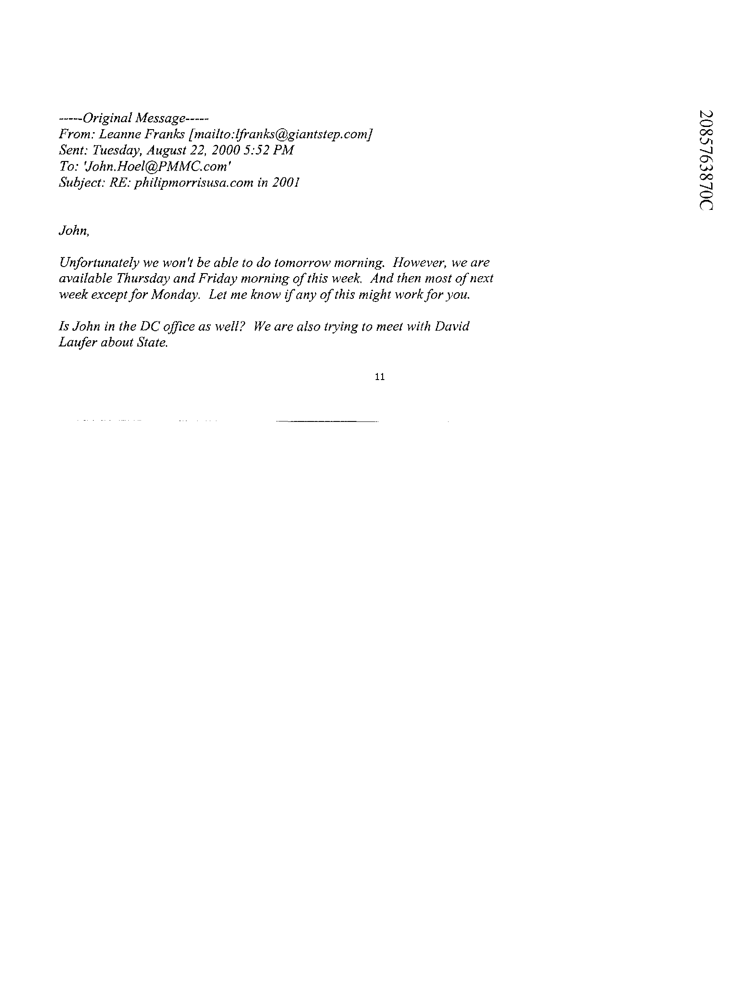 -----Original Message-----
From: Leanne Franks [mailto:lfranks@giantstep.com]
Sent: Tuesday, August 22, 2000 5:52 PM
To: 'John.Hoel@PMMC.com'
Subject: RE: philipmorrisusa.com in 2001
John,
Unfortunately we won't be able to do tomorrow morning. However, we are
available Thursday and Friday morning of this week. And then most of next
week except for Monday. Let me know if any of this might work for you.
Is John in the DC office as well? We are also trying to meet with David
Laufer about State.
11
2085763870C